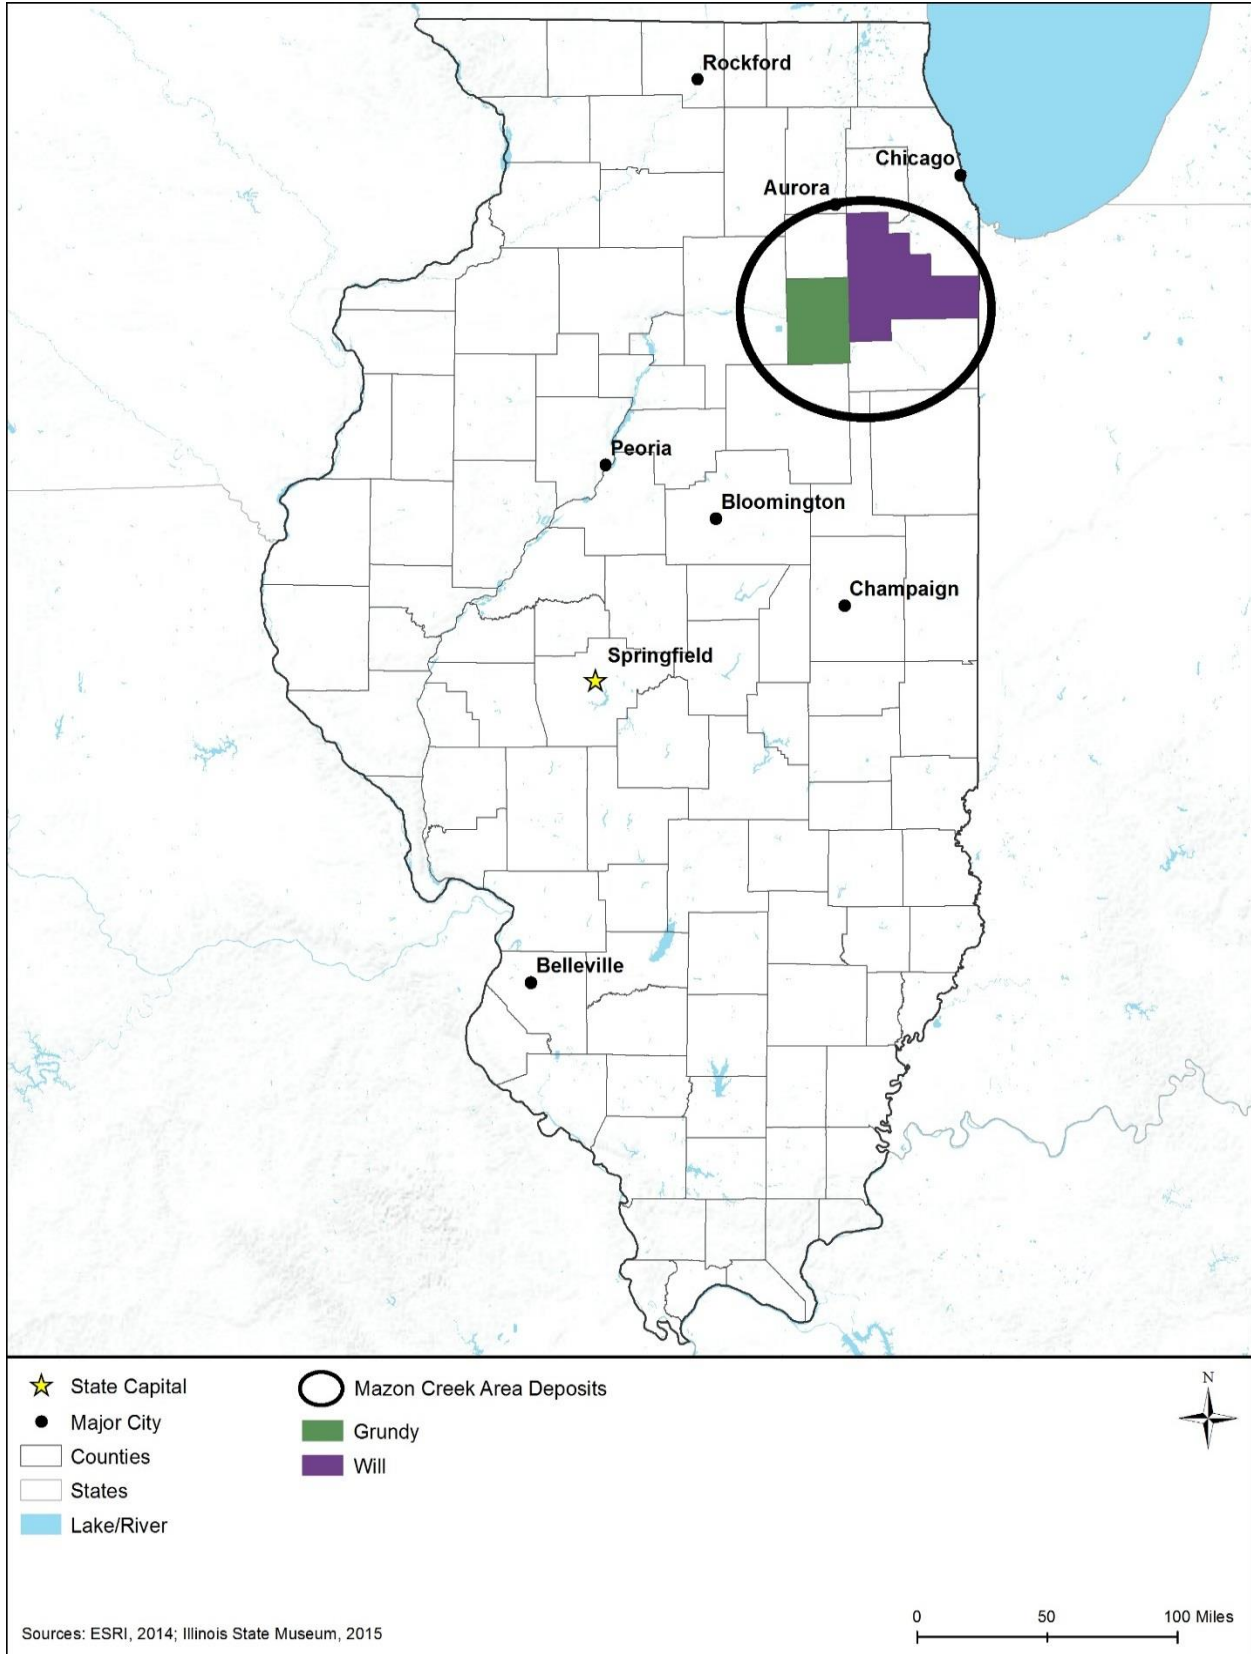 Rockford
Chicago
Aurora
Peoria
Bloomington
Champaign
Springfield
Belleville
State Capital
Major City
Counties
States
Lake/River
Mazon Creek Area Deposits
Grundy
Will
N
Sources: ESRI, 2014; Illinois State Museum, 2015
0 50 100 Miles